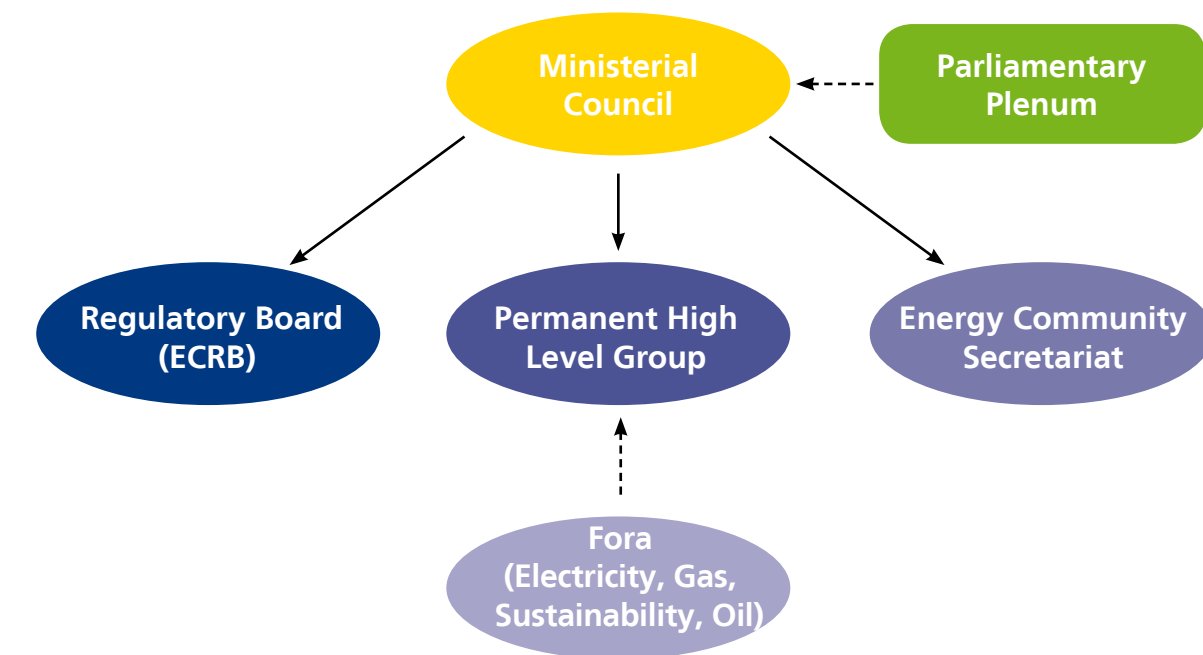 Ministerial
Council
Parliamentary
Plenum
Regulatory Board
(ECRB)
Permanent High
Level Group
Energy Community
Secretariat
Fora
(Electricity, Gas,
Sustainability, Oil)